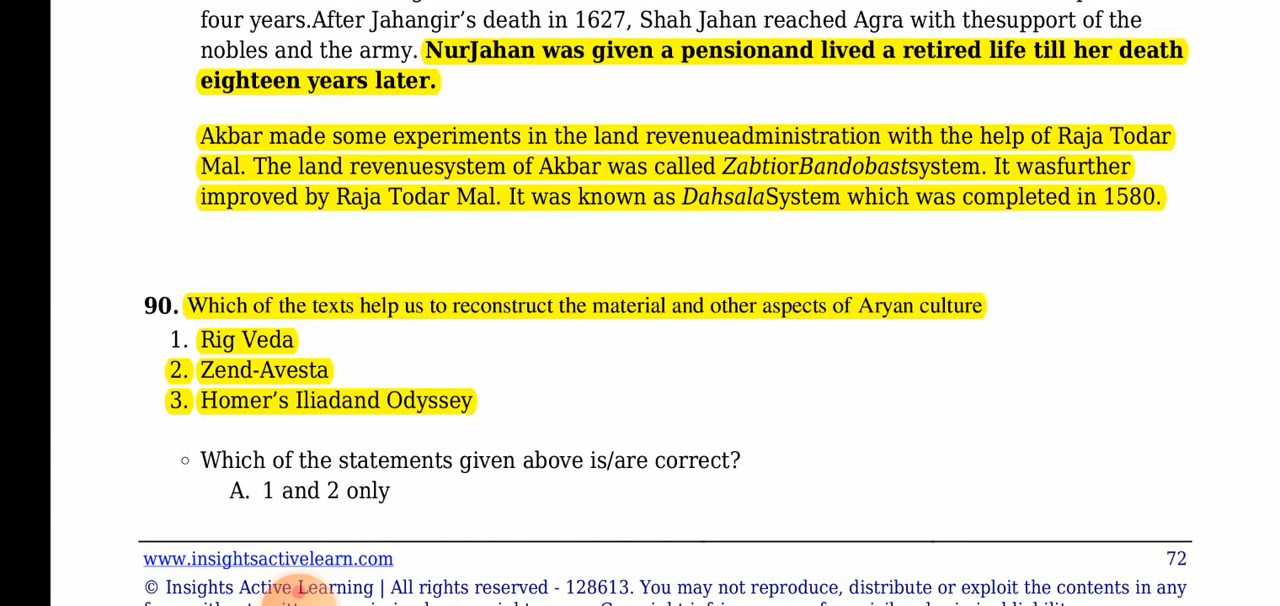 four years.After Jahangir’s death in 1627, Shah Jahan reached Agra with thesupport of the
nobles and the army. NurJahan was given a pensionand lived a retired life till her death
eighteen years later.
Akbar made some experiments in the land revenueadministration with the help of Raja Todar
Mal. The land revenuesystem of Akbar was called ZabtiorBandobastsystem. It wasfurther
improved by Raja Todar Mal. It was known as DahsalaSystem which was completed in 1580.
90. Which of the texts help us to reconstruct the material and other aspects of Aryan culture
1. Rig Veda
2. Zend-Avesta
3. Homer’s Iliadand Odyssey
○ Which of the statements given above is/are correct?
A. 1 and 2 only
www.insightsactivelearn.com 72
© Insights Active Learning | All rights reserved - 128613. You may not reproduce, distribute or exploit the contents in any